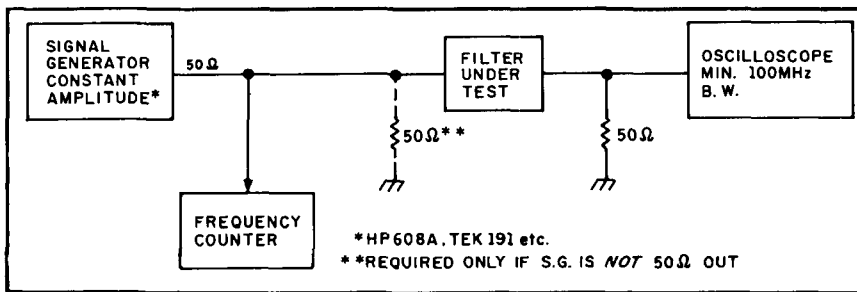 SIGNAL
GENERATOR
CONSTANT
AMPLITUDE*
50Ω
FILTER
UNDER
TEST
OSCILLOSCOPE
MIN. 100MHz
B. W.
50Ω**
50Ω
FREQUENCY
COUNTER
*HP608A, TEK 191 etc.
**REQUIRED ONLY IF S.G. IS NOT 50Ω OUT